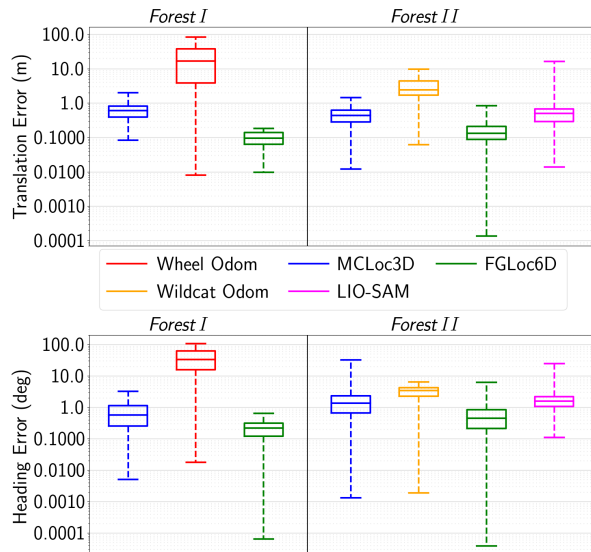 Forest I Forest II
Translation Error (m)
100.0
10.0
1.0
0.1000
0.0100
0.0010
0.0001
Wheel Odom MCLoc3D FGLoc6D
Wildcat Odom LIO-SAM
Forest I Forest II
Heading Error (deg)
100.0
10.0
1.0
0.1000
0.0100
0.0010
0.0001